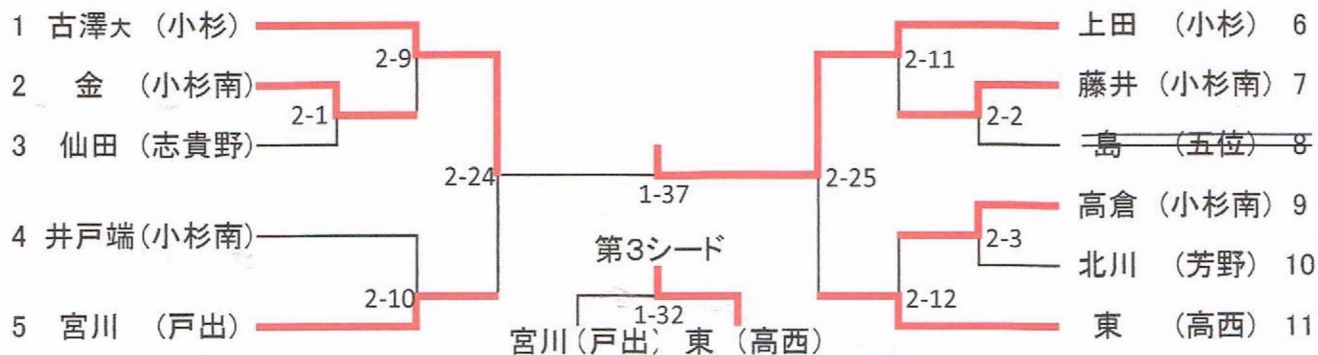 1 古澤大 (小杉)
2-9
2 金 (小杉南)
2-1
3 仙田 (志貴野)
2-24
4 井戸端(小杉南)
2-10
5 宮川 (戸出)
1-37
第3シード
1-32
宮川(戸出) 東 (高西)
上田 (小杉) 6
2-11
藤井 (小杉南) 7
2-2
島 (五位) 8
2-25
高倉 (小杉南) 9
2-3
北川 (芳野) 10
2-12
東 (高西) 11